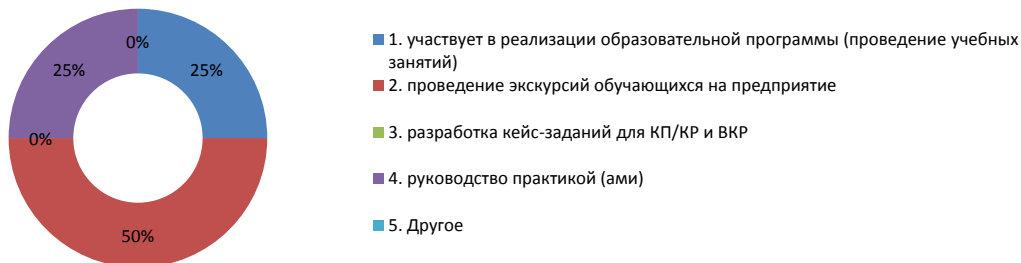 0%
25%
25%
0%
50%
1. участвует в реализации образовательной программы (проведение учебных
занятий)
2. проведение экскурсий обучающихся на предприятие
3. разработка кейс-заданий для КП/КР и ВКР
4. руководство практикой (ами)
5. Другое